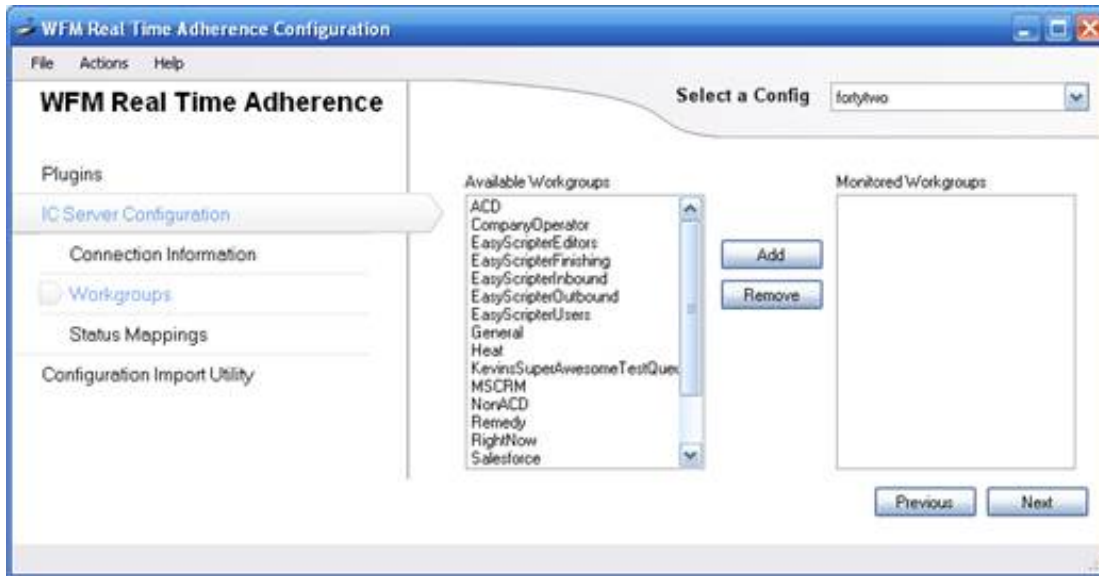 WFM Real Time Adherence Configuration
File Actions Help
WFM Real Time Adherence
Select a Config fortytwo
Plugins
IC Server Configuration
Connection Information
Workgroups
Status Mappings
Configuration Import Utility
Available Workgroups
ACD
CompanyOperator
EasyScripterEditors
EasyScripterFinishing
EasyScripterInbound
EasyScripterOutbound
EasyScripterUsers
General
Heat
KevinsSuperAwesomeTestQueu
MSCRM
NonACD
Remedy
RightNow
Salesforce
Add
Remove
Monitored Workgroups
Previous Next